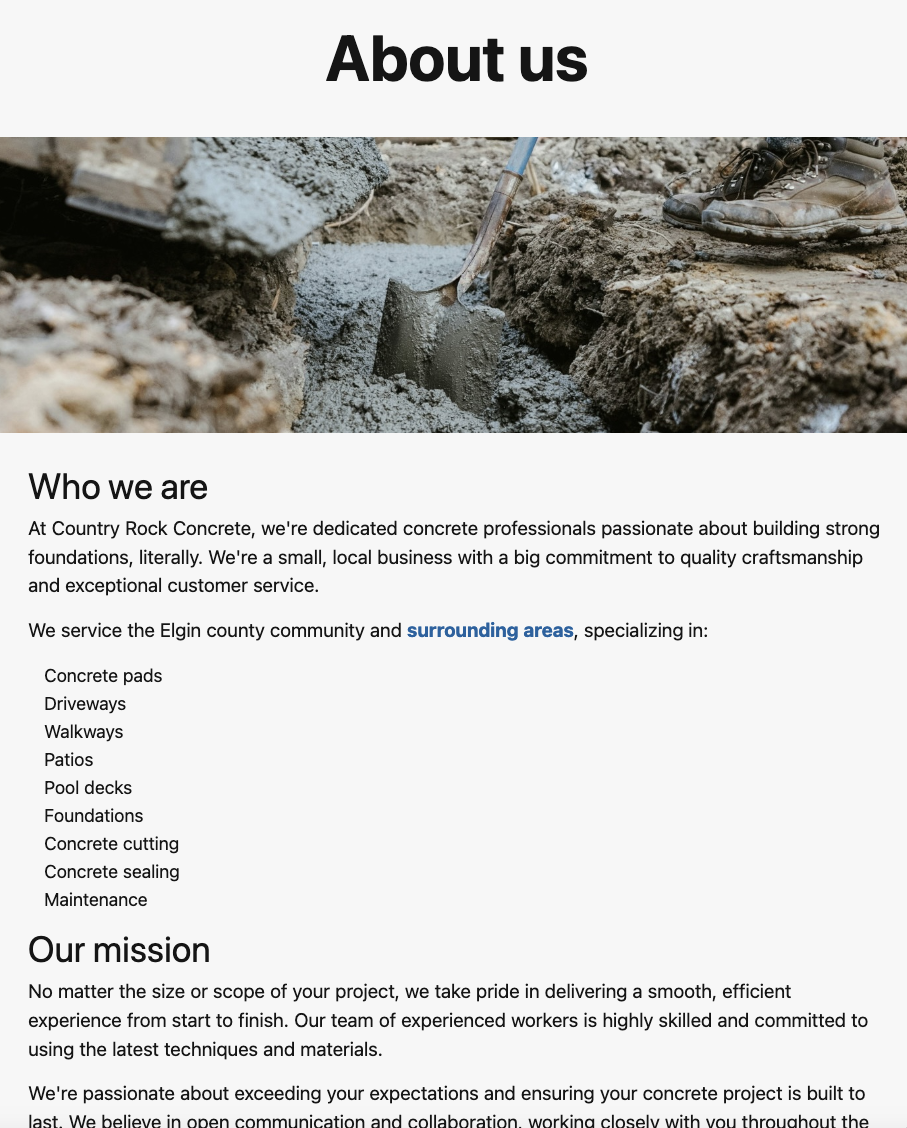 About us
Who we are
At Country Rock Concrete, we're dedicated concrete professionals passionate about building strong
foundations, literally. We're a small, local business with a big commitment to quality craftsmanship
and exceptional customer service.
We service the Elgin county community and surrounding areas, specializing in:
Concrete pads
Driveways
Walkways
Patios
Pool decks
Foundations
Concrete cutting
Concrete sealing
Maintenance
Our mission
No matter the size or scope of your project, we take pride in delivering a smooth, efficient
experience from start to finish. Our team of experienced workers is highly skilled and committed to
using the latest techniques and materials.
We're passionate about exceeding your expectations and ensuring your concrete project is built to
last. We believe in open communication and collaboration, working closely with you throughout the